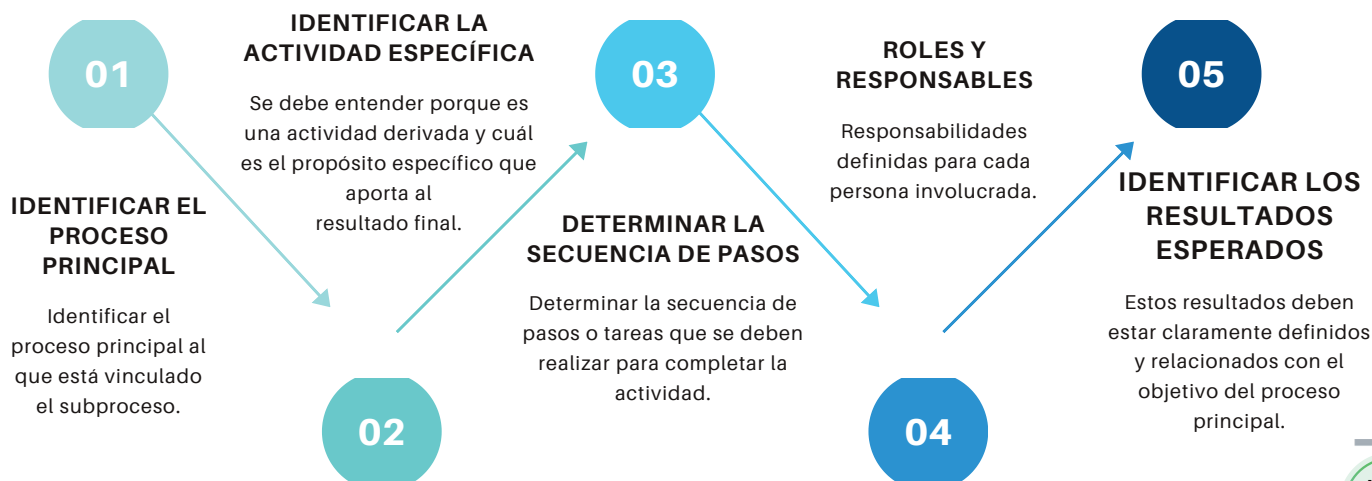 01
IDENTIFICAR EL
PROCESO
PRINCIPAL
Identificar el
proceso principal al
que está vinculado
el subproceso.
IDENTIFICAR LA
ACTIVIDAD ESPECÍFICA
Se debe entender porque es
una actividad derivada y cuál
es el propósito específico que
aporta al
resultado final.
02
03
DETERMINAR LA
SECUENCIA DE PASOS
Determinar la secuencia de
pasos o tareas que se deben
realizar para completar la
actividad.
ROLES Y
RESPONSABLES
Responsabilidades
definidas para cada
persona involucrada.
04
05
IDENTIFICAR LOS
RESULTADOS
ESPERADOS
Estos resultados deben
estar claramente definidos
y relacionados con el
objetivo del proceso
principal.